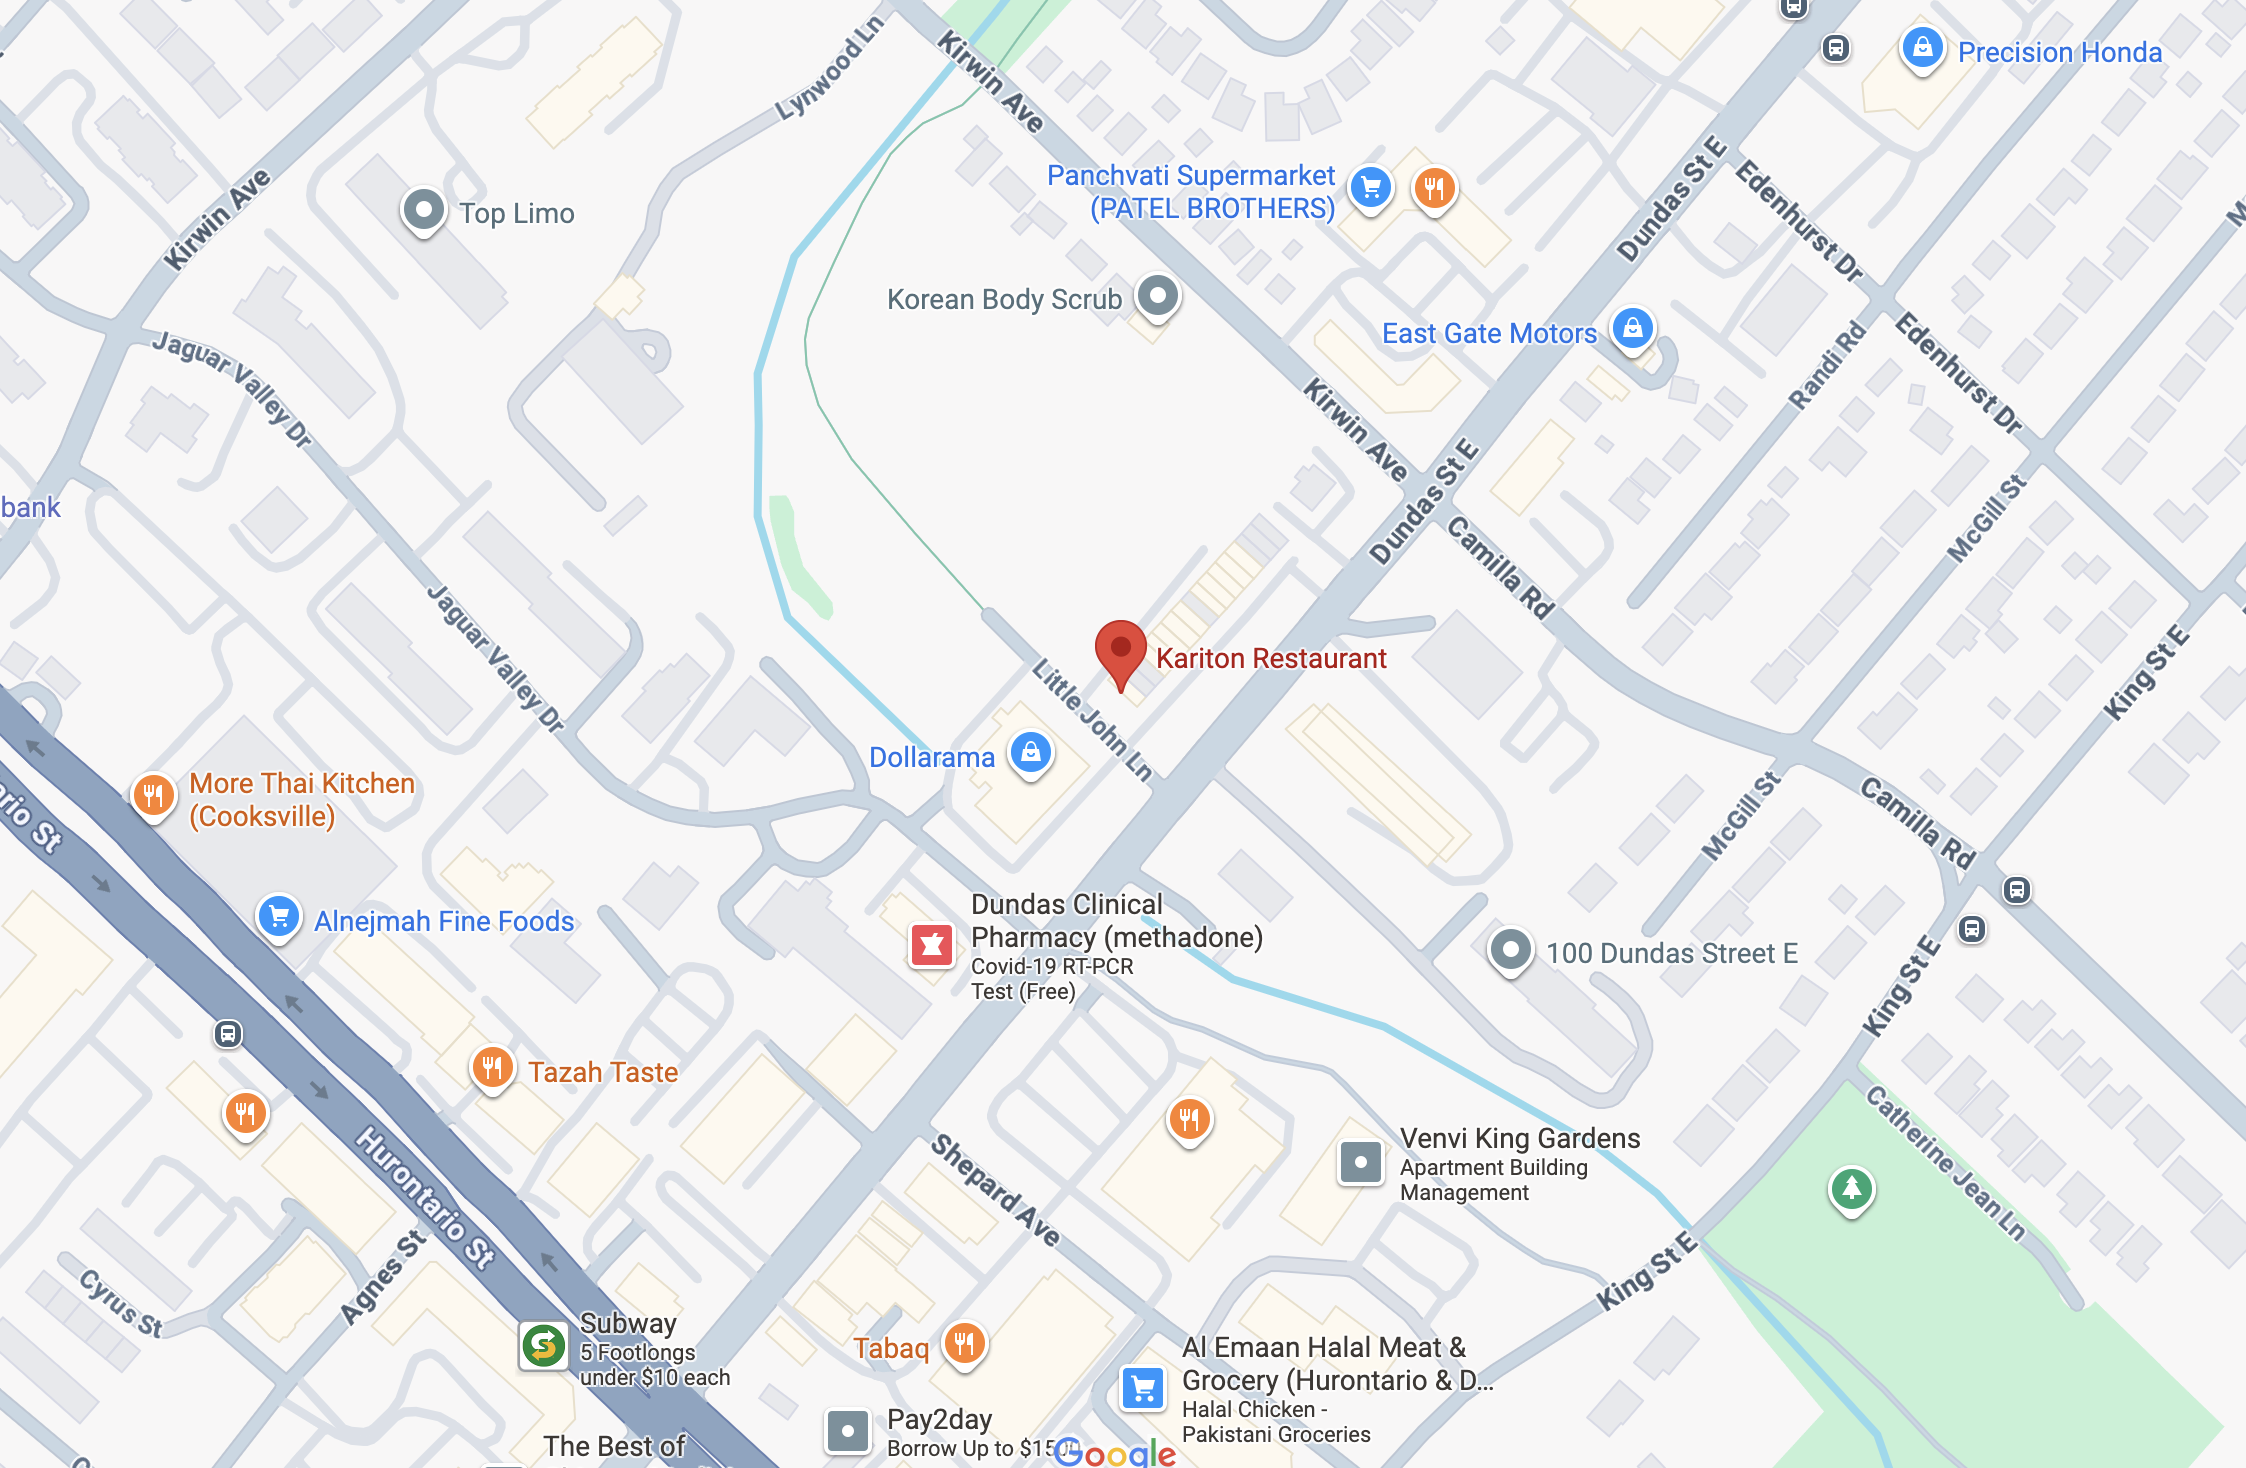 Lynwood Ln
Kirwin Ave
Precision Honda
Panchvati Supermarket
(PATEL BROTHERS)
Dundas St E
Edenhurst Dr
Kirwin Ave
Top Limo
Korean Body Scrub
East Gate Motors
Randi Rd
Edenhurst Dr
Jaguar Valley Dr
Kirwin Ave
Dundas St E
McGill St
bank
Camilla Rd
Jaguar Valley Dr
Kariton Restaurant
Little John Ln
King St E
Dollarama
More Thai Kitchen
(Cooksville)
ario St
McGill St
Camilla Rd
Alnejmah Fine Foods
Dundas Clinical
Pharmacy (methadone)
Covid-19 RT-PCR
Test (Free)
100 Dundas Street E
King St E
Tazah Taste
Catherine Jean Ln
Venvi King Gardens
Apartment Building
Management
Hurontario St
Shepard Ave
King St E
Agnes St
Cyrus St
Subway
5 Footlongs
under $10 each
Tabaq
Al Emaan Halal Meat &
Grocery (Hurontario & D...
Halal Chicken -
Pakistani Groceries
Pay2day
Borrow Up to $150
Google
The Best of